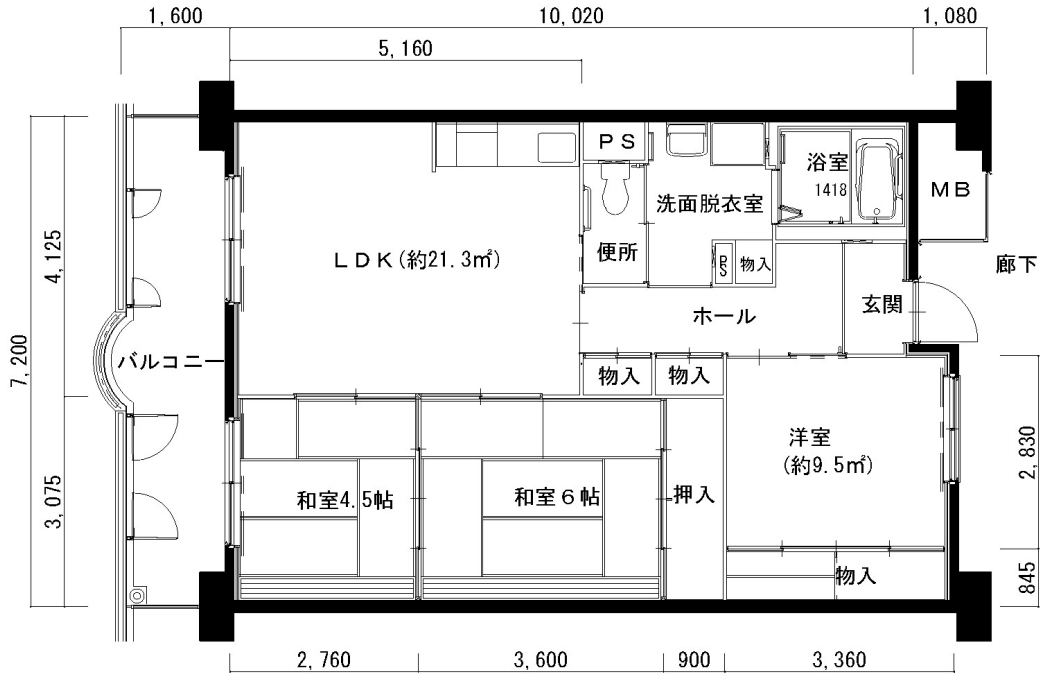 1,600
10,020
1,080
5,160
ＰＳ
浴室
1418
ＭＢ
洗面脱衣室
便所
ＬＤＫ(約21.3㎡)
PS
物入
廊下
4,125
玄関
ホール
7,200
バルコニー
物入
物入
洋室
(約9.5㎡)
2,830
和室4.5帖
和室６帖
押入
3,075
物入
845
2,760
3,600
900
3,360